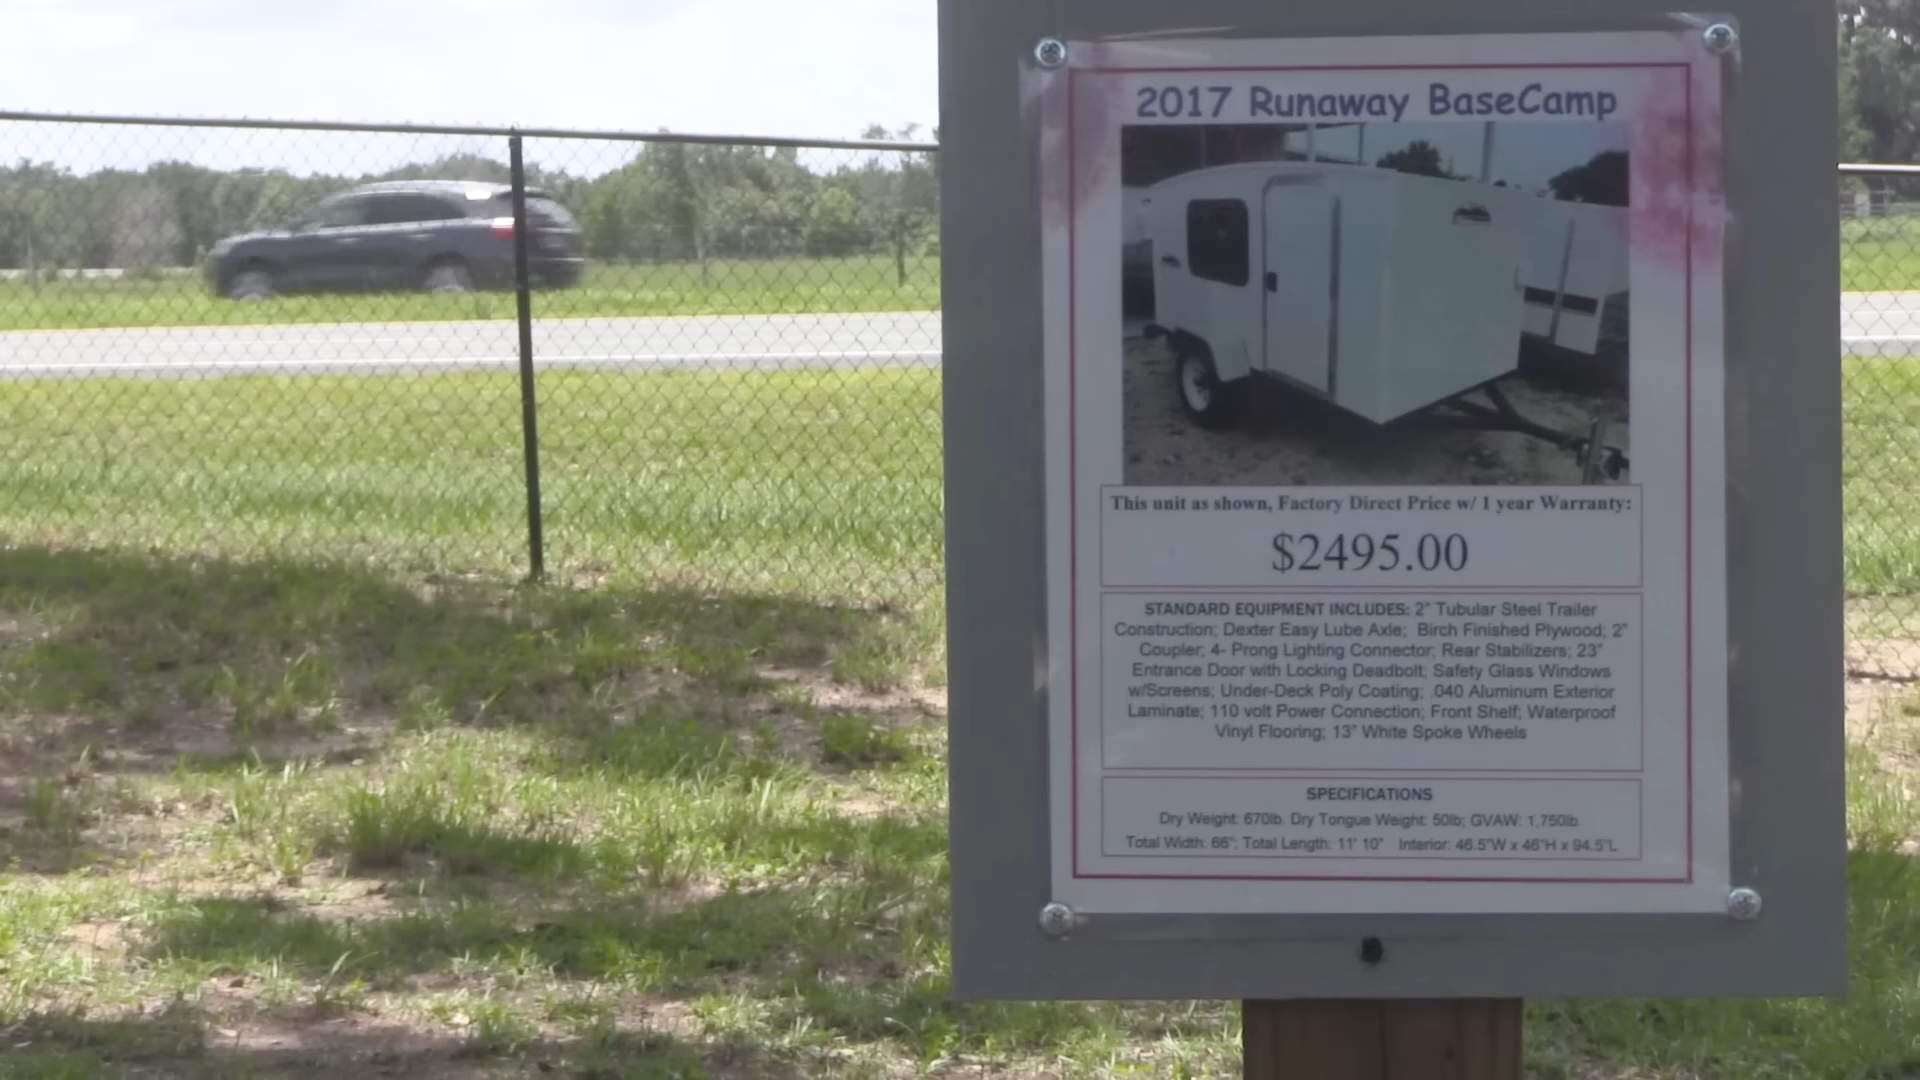 2017 Runaway BaseCamp
This unit as shown, Factory Direct Price w/ 1 year Warranty:
$2495.00
STANDARD EQUIPMENT INCLUDES: 2" Tubular Steel Trailer
Construction; Dexter Easy Lube Axle; Birch Finished Plywood; 2"
Coupler; 4- Prong Lighting Connector; Rear Stabilizers; 23"
Entrance Door with Locking Deadbolt; Safety Glass Windows
w/Screens; Under-Deck Poly Coating; .040 Aluminum Exterior
Laminate; 110 volt Power Connection; Front Shelf; Waterproof
Vinyl Flooring; 13" White Spoke Wheels
SPECIFICATIONS
Dry Weight: 670lb. Dry Tongue Weight: 50lb; GVAW: 1,750lb
Total Width: 66"; Total Length: 11' 10" Interior: 46.5"W x 46"H x 94.5"L